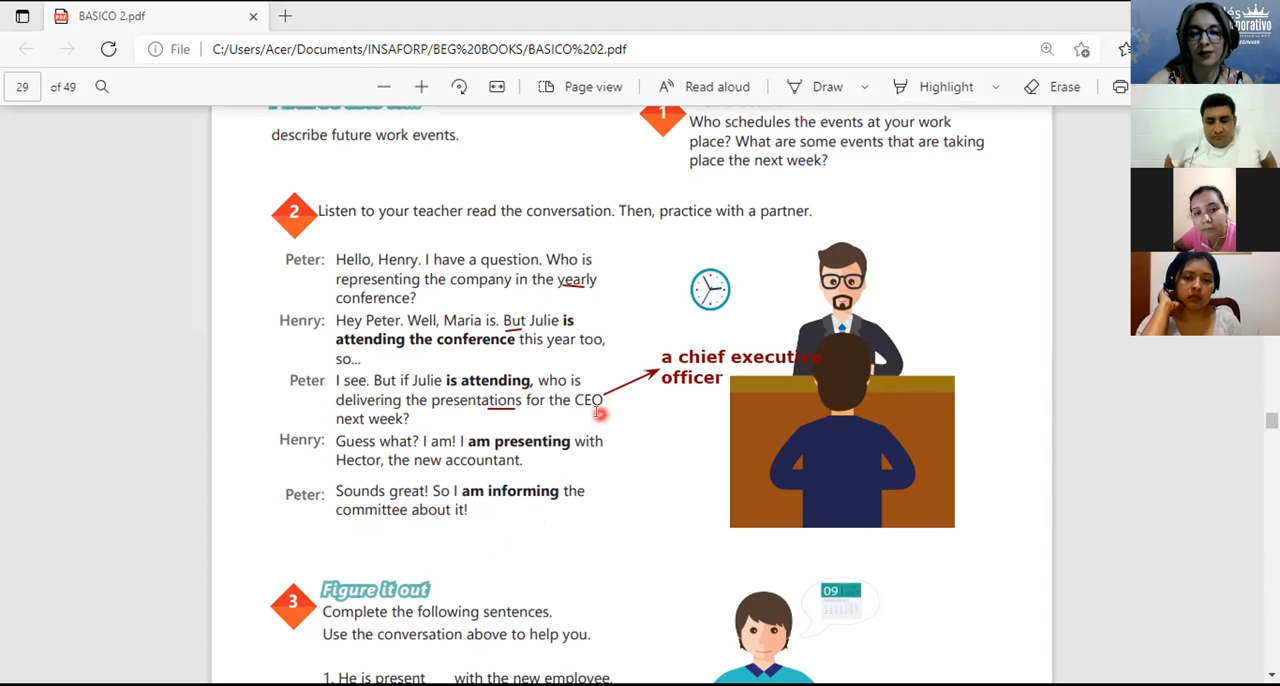 BASICO 2.pdf
File
C:/Users/Acer/Documents/INSAFORP/BEG%20BOOKS/BASICO%202.pdf
29
of 49
Page view
Read aloud
Draw
Highlight
Erase
describe future work events.
1
Who schedules the events at your work
place? What are some events that are taking
place the next week?
2
Listen to your teacher read the conversation. Then, practice with a partner.
Peter: Hello, Henry. I have a question. Who is
representing the company in the yearly
conference?
Henry: Hey Peter. Well, Maria is. But Julie is
attending the conference this year too,
so...
Peter I see. But if Julie is attending, who is
delivering the presentations for the CEO
next week?
Henry: Guess what? I am! I am presenting with
Hector, the new accountant.
Peter: Sounds great! So I am informing the
committee about it!
a chief executive
officer
3
Figure it out
Complete the following sentences.
Use the conversation above to help you.
1. He is present__ with the new employee.
09